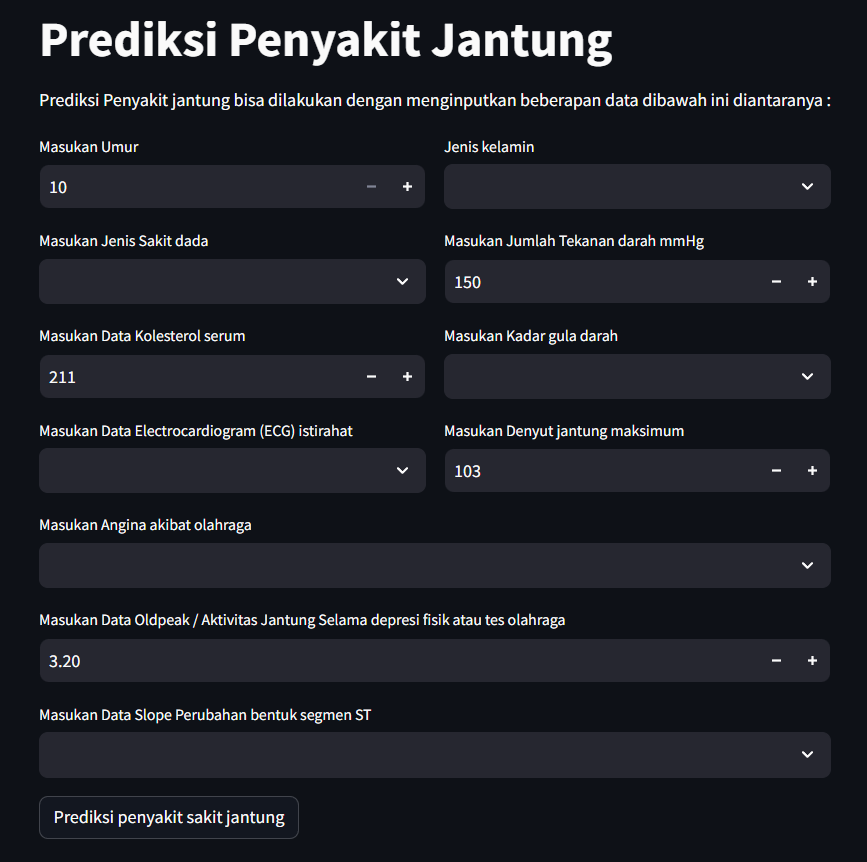 Prediksi Penyakit Jantung
Prediksi Penyakit jantung bisa dilakukan dengan menginputkan beberapan data dibawah ini diantaranya :
Masukan Umur
Jenis kelamin
10
Masukan Jenis Sakit dada
Masukan Jumlah Tekanan darah mmHg
150
Masukan Data Kolesterol serum
Masukan Kadar gula darah
211
Masukan Data Electrocardiogram (ECG) istirahat
Masukan Denyut jantung maksimum
103
Masukan Angina akibat olahraga
Masukan Data Oldpeak / Aktivitas Jantung Selama depresi fisik atau tes olahraga
3.20
Masukan Data Slope Perubahan bentuk segmen ST
Prediksi penyakit sakit jantung